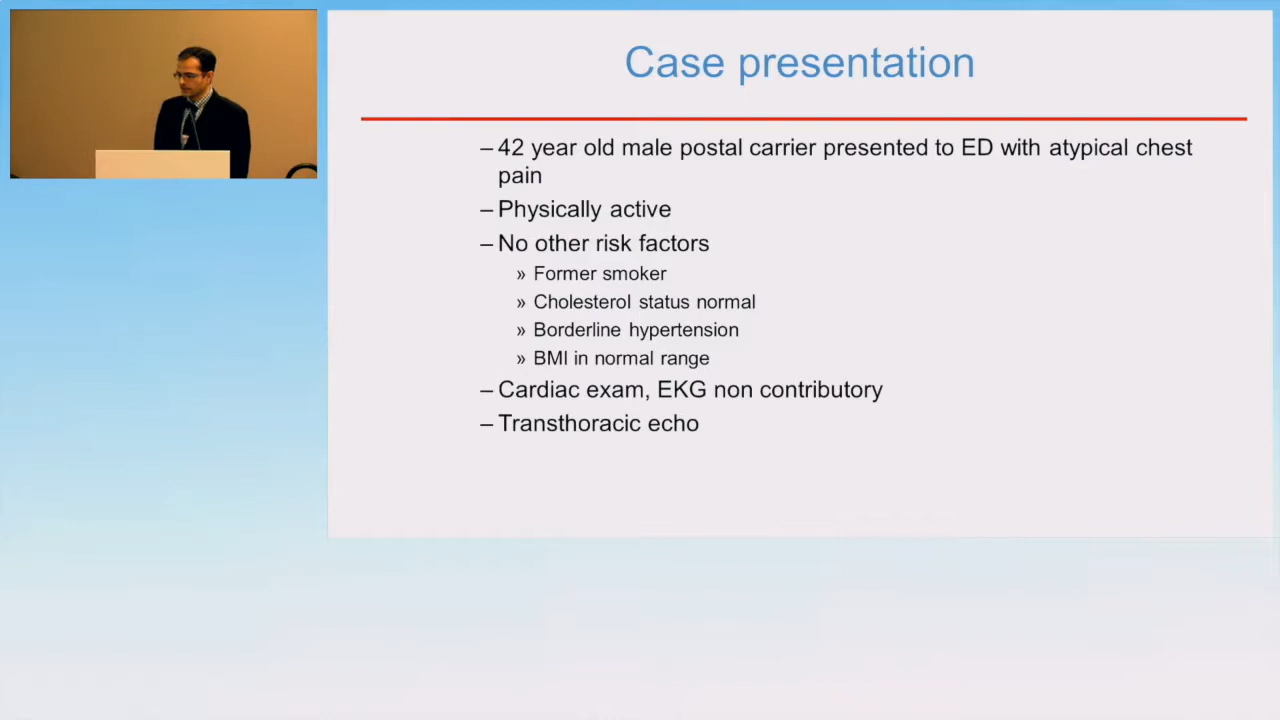 Case presentation
– 42 year old male postal carrier presented to ED with atypical chest
pain
– Physically active
– No other risk factors
» Former smoker
» Cholesterol status normal
» Borderline hypertension
» BMI in normal range
– Cardiac exam, EKG non contributory
– Transthoracic echo